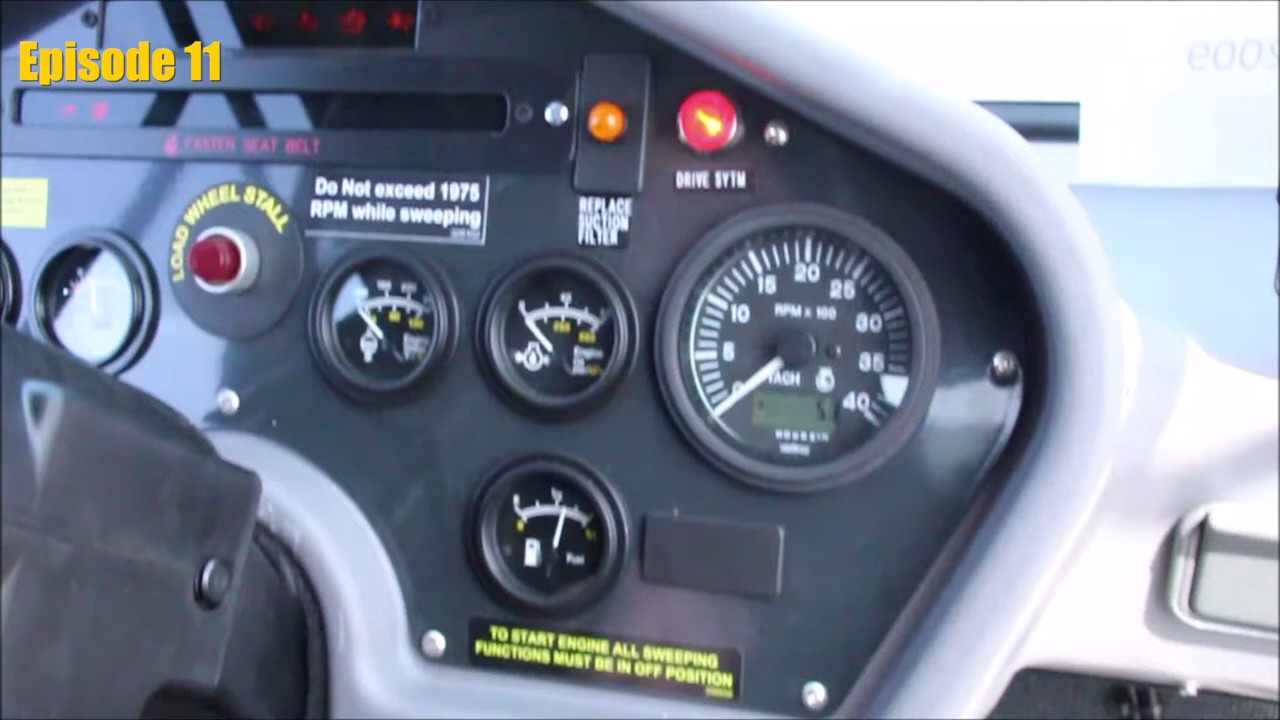 Episode 11
FASTEN SEAT BELT
LOAD WHEEL STALL
Do Not exceed 1975
RPM while sweeping
REPLACE
SUCTION
FILTER
DRIVE SYTM
5
10
15
20
25
30
35
40
RPM x 100
TACH
Engine
Fuel
TO START ENGINE ALL SWEEPING
FUNCTIONS MUST BE IN OFF POSITION